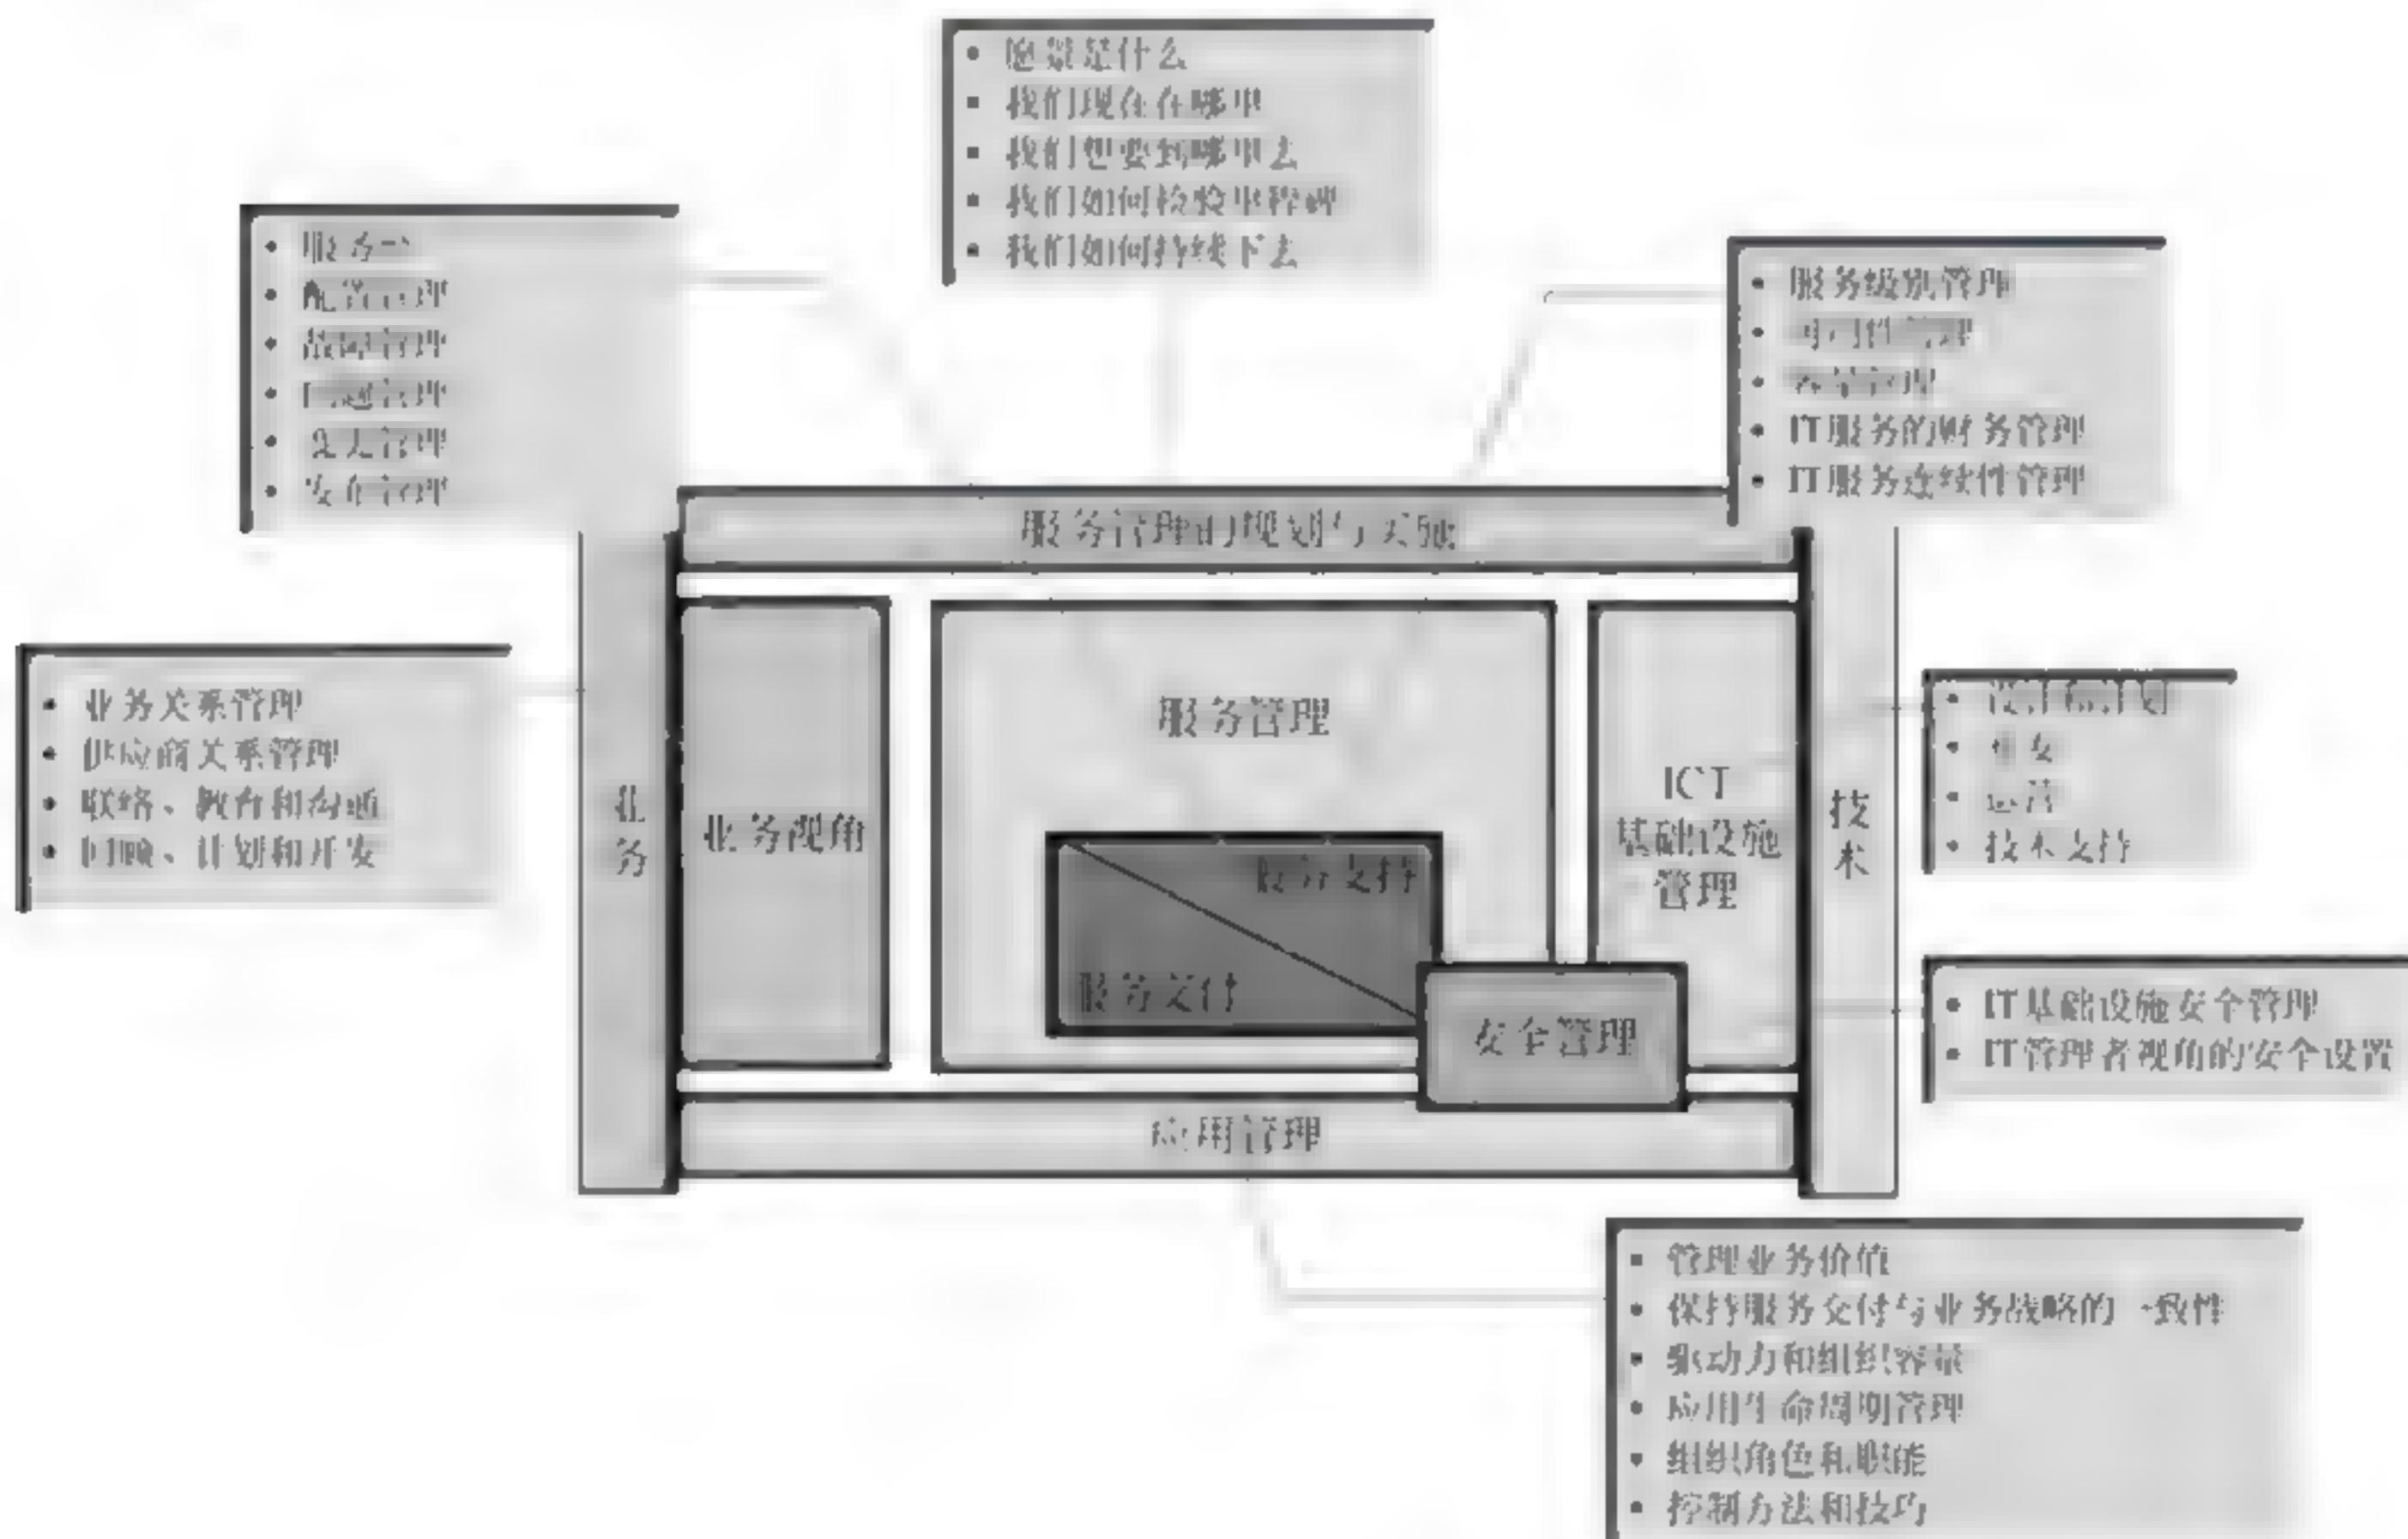 愿景是什么
我们现在在哪里
我们想要到哪里去
我们如何检验里程碑
我们如何持续下去
服务
配置管理
故障管理
问题管理
管理
安全管理
服务级别管理
可用性管理
容量管理
IT服务的财务管理
IT服务连续性管理
服务管理的规划与实施
业务关系管理
供应商关系管理
联络、教育和沟通
回顾、计划和开发
业务
业务视角
服务管理
服务支持
服务交付
ICT
基础设施
管理
安全管理
技术
设计和计划
运营
技术支持
IT基础设施安全管理
IT管理者视角的安全设置
应用管理
管理业务价值
保持服务交付与业务战略的一致性
驱动力和组织容量
应用生命周期管理
组织角色和职能
控制方法和技巧